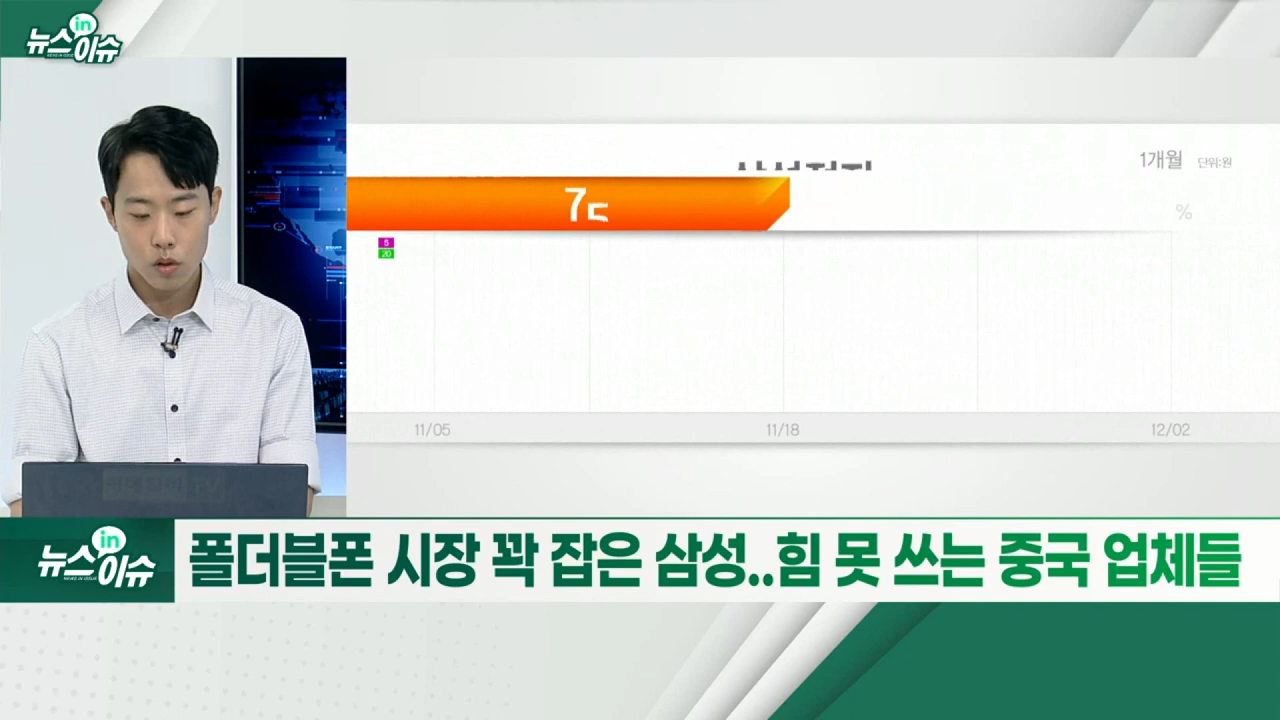 뉴스in이슈
1개월 단위:원
7
%
5
20
11/05 11/18 12/02
뉴스in이슈
폴더블폰 시장 꽉 잡은 삼성..힘 못 쓰는 중국 업체들